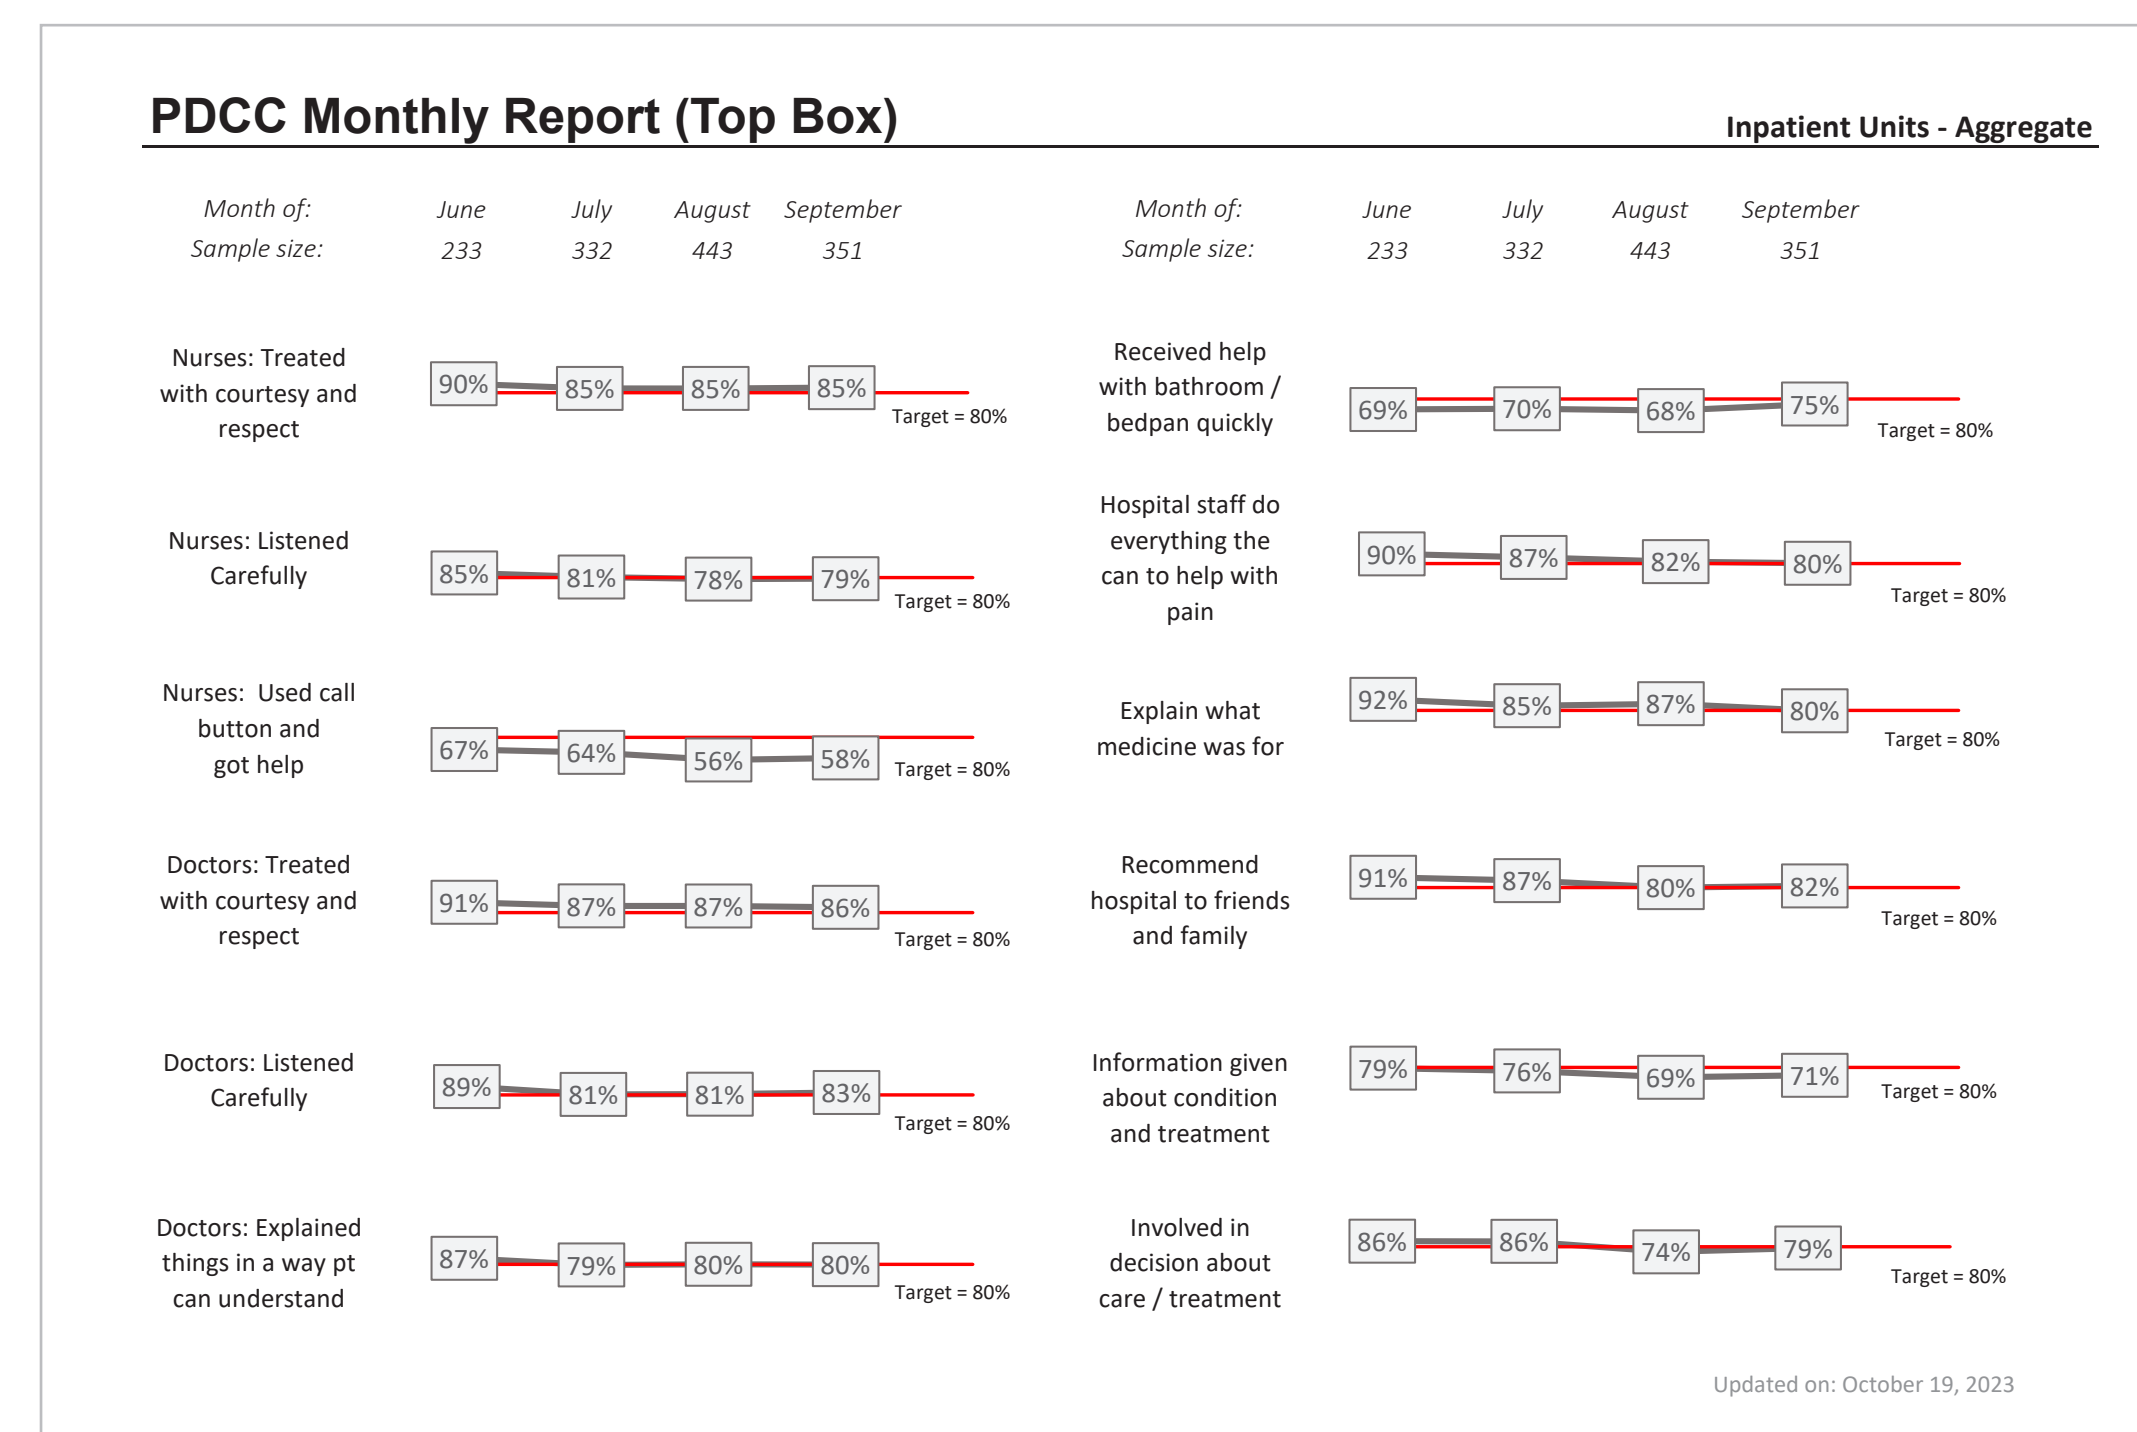 PDCC Monthly Report (Top Box)
Inpatient Units - Aggregate
Month of: June July August September
Sample size: 233 332 443 351
Nurses: Treated
with courtesy and
respect
90% 85% 85% 85%
Target = 80%
Nurses: Listened
Carefully
85% 81% 78% 79%
Target = 80%
Nurses: Used call
button and
got help
67% 64% 56% 58%
Target = 80%
Doctors: Treated
with courtesy and
respect
91% 87% 87% 86%
Target = 80%
Doctors: Listened
Carefully
89% 81% 81% 83%
Target = 80%
Doctors: Explained
things in a way pt
can understand
87% 79% 80% 80%
Target = 80%
Month of: June July August September
Sample size: 233 332 443 351
Received help
with bathroom /
bedpan quickly
69% 70% 68% 75%
Target = 80%
Hospital staff do
everything the
can to help with
pain
90% 87% 82% 80%
Target = 80%
Explain what
medicine was for
92% 85% 87% 80%
Target = 80%
Recommend
hospital to friends
and family
91% 87% 80% 82%
Target = 80%
Information given
about condition
and treatment
79% 76% 69% 71%
Target = 80%
Involved in
decision about
care / treatment
86% 86% 74% 79%
Target = 80%
Updated on: October 19, 2023